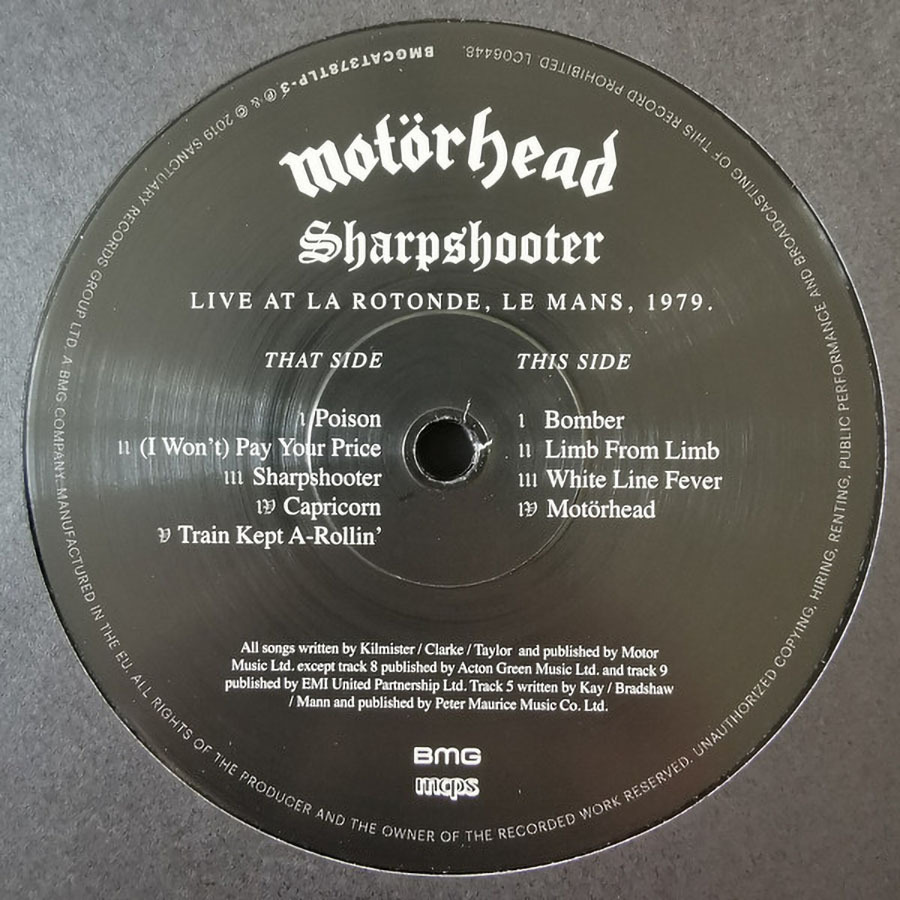 motörhead
Sharpshooter
LIVE AT LA ROTONDE, LE MANS, 1979.
THAT SIDE
I Poison
II (I Won't) Pay Your Price
III Sharpshooter
IV Capricorn
V Train Kept A-Rollin'
THIS SIDE
I Bomber
II Limb From Limb
III White Line Fever
IV Motörhead
All songs written by Kilmister / Clarke / Taylor and published by Motor
Music Ltd. except track 8 published by Acton Green Music Ltd. and track 9
published by EMI United Partnership Ltd. Track 5 written by Kay / Bradshaw
/ Mann and published by Peter Maurice Music Co. Ltd.
BMG
mcps
BMGCAT378TLP-3 ℗ & © 2019 SANCTUARY RECORDS GROUP LTD. A BMG COMPANY. MANUFACTURED IN THE EU. ALL RIGHTS OF THE PRODUCER AND THE OWNER OF THE RECORDED WORK RESERVED. UNAUTHORIZED COPYING, HIRING, RENTING, PUBLIC PERFORMANCE AND BROADCASTING OF THIS RECORD PROHIBITED. LC06448.